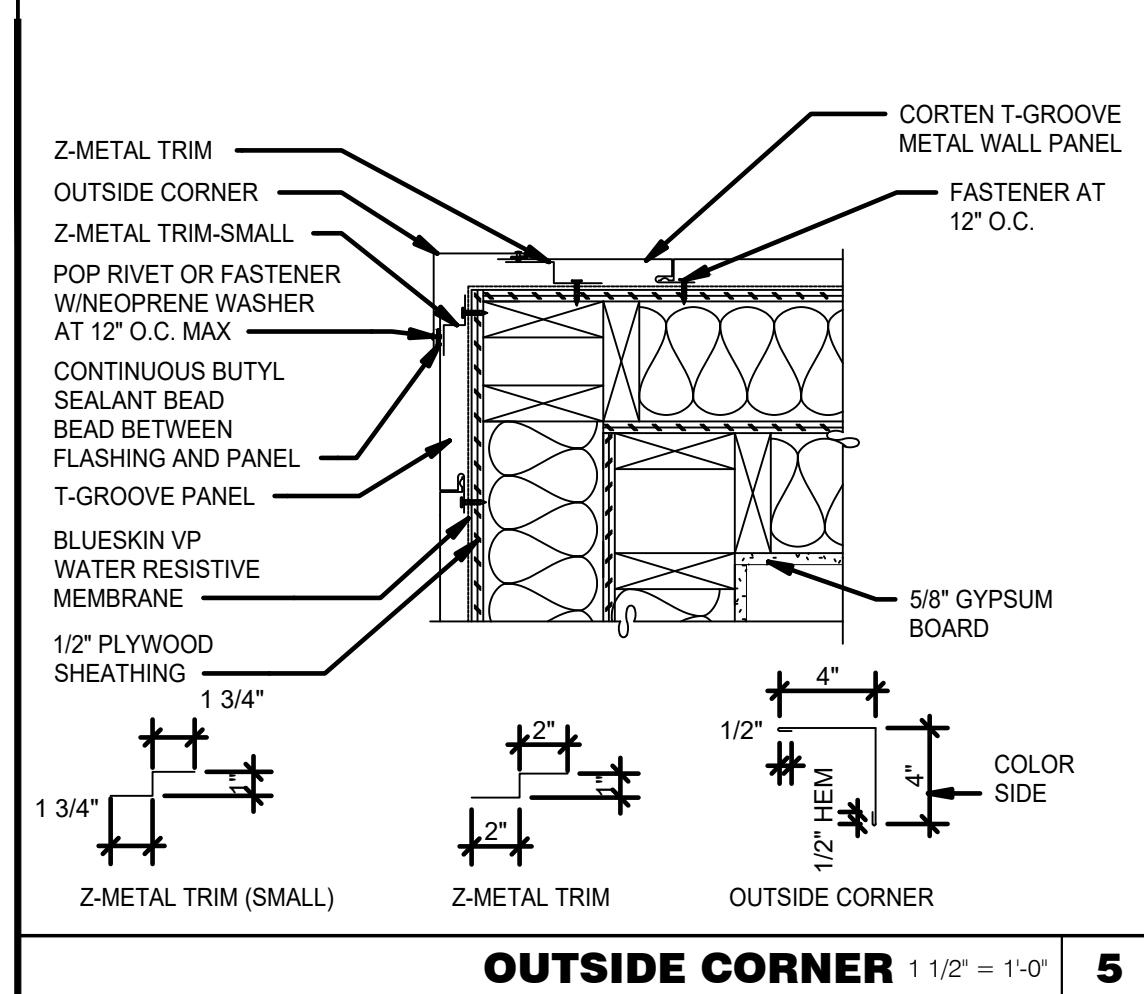 Z-METAL TRIM
OUTSIDE CORNER
Z-METAL TRIM-SMALL
POP RIVET OR FASTENER
W/NEOPRENE WASHER
AT 12" O.C. MAX
CONTINUOUS BUTYL
SEALANT BEAD
BEAD BETWEEN
FLASHING AND PANEL
T-GROOVE PANEL
BLUESKIN VP
WATER RESISTIVE
MEMBRANE
1/2" PLYWOOD
SHEATHING
CORTEN T-GROOVE
METAL WALL PANEL
FASTENER AT
12" O.C.
5/8" GYPSUM
BOARD
1 3/4"
1"
1 3/4"
Z-METAL TRIM (SMALL)
2"
1"
2"
Z-METAL TRIM
4"
1/2"
4"
1/2" HEM
COLOR
SIDE
OUTSIDE CORNER
OUTSIDE CORNER 1 1/2" = 1'-0" 5